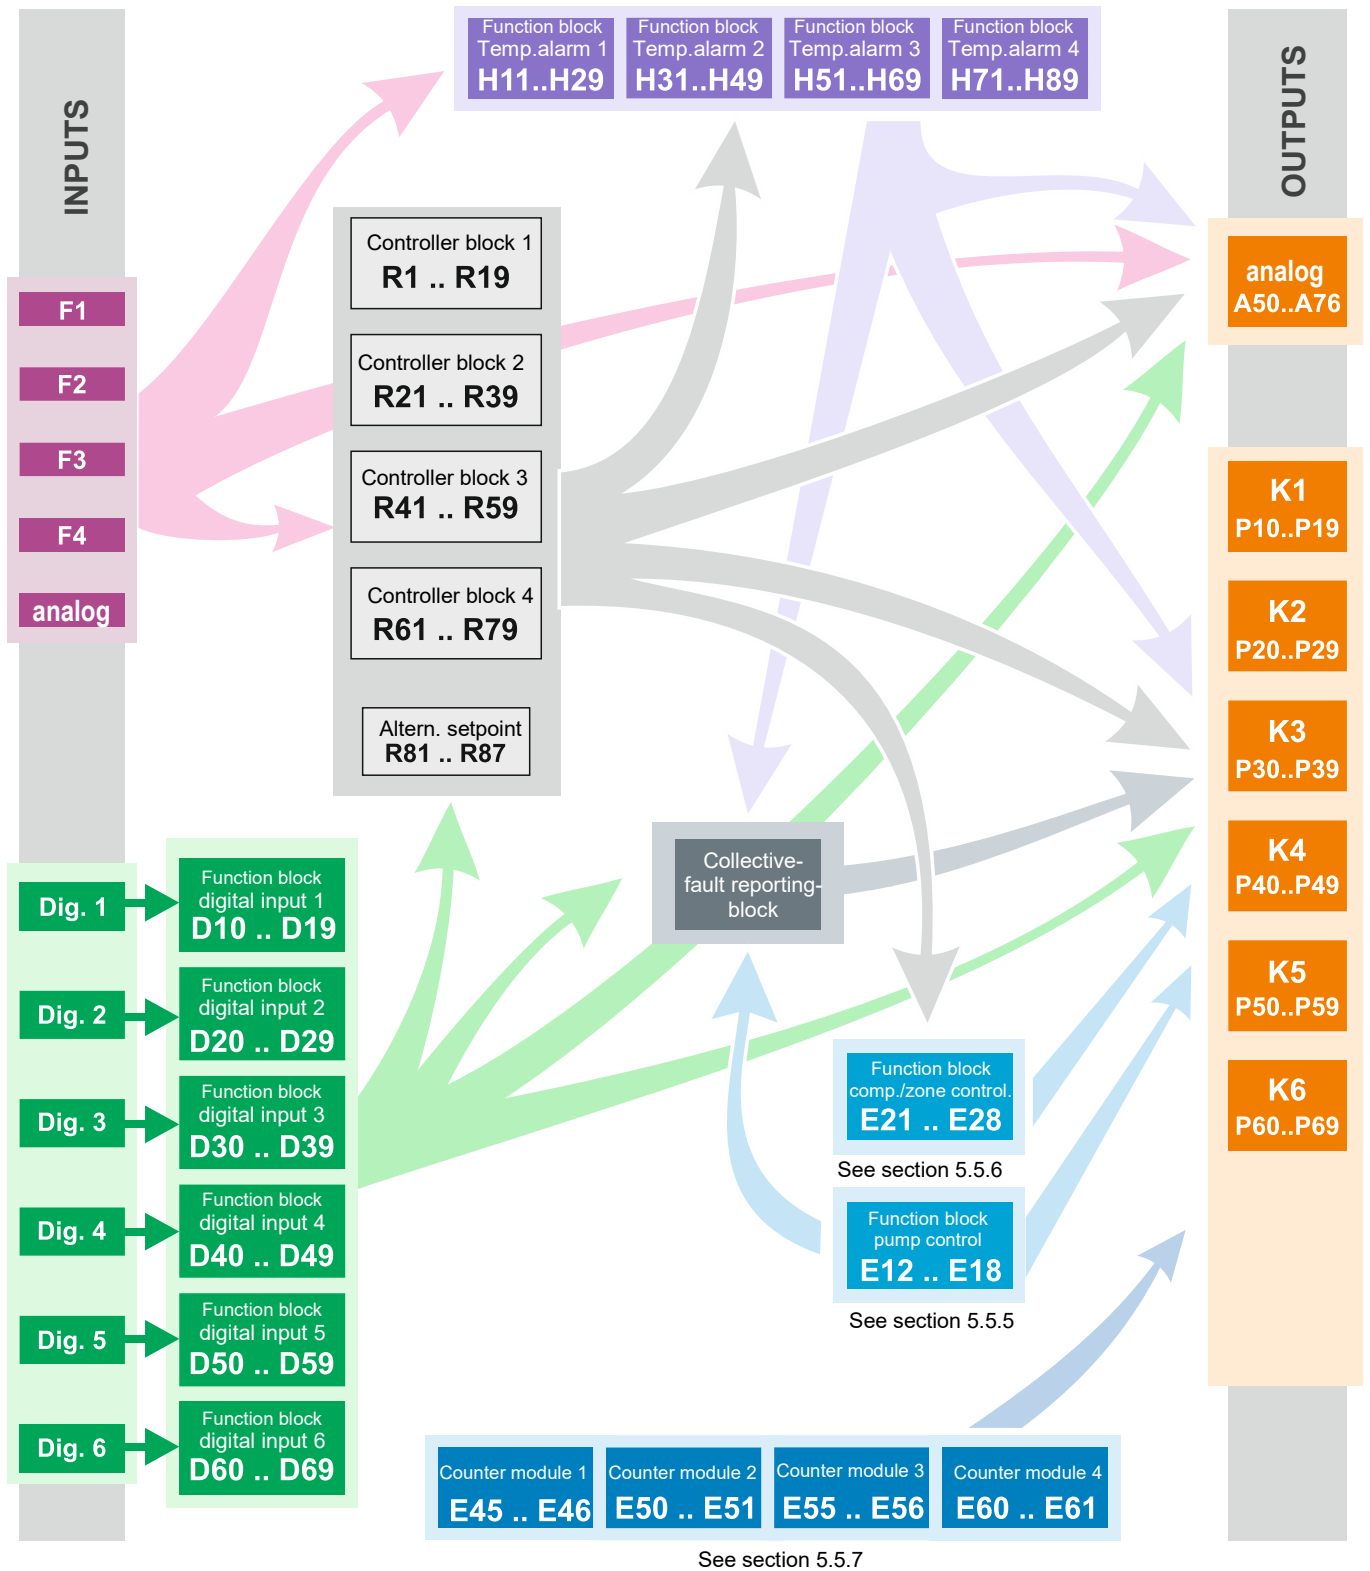 INPUTS
F1
F2
F3
F4
analog
Dig. 1
Dig. 2
Dig. 3
Dig. 4
Dig. 5
Dig. 6
Function block
digital input 1
D10 .. D19
Function block
digital input 2
D20 .. D29
Function block
digital input 3
D30 .. D39
Function block
digital input 4
D40 .. D49
Function block
digital input 5
D50 .. D59
Function block
digital input 6
D60 .. D69
Function block
Temp.alarm 1
H11..H29
Function block
Temp.alarm 2
H31..H49
Function block
Temp.alarm 3
H51..H69
Function block
Temp.alarm 4
H71..H89
Controller block 1
R1 .. R19
Controller block 2
R21 .. R39
Controller block 3
R41 .. R59
Controller block 4
R61 .. R79
Altern. setpoint
R81 .. R87
Collective-
fault reporting-
block
Function block
comp./zone control.
E21 .. E28
See section 5.5.6
Function block
pump control
E12 .. E18
See section 5.5.5
Counter module 1
E45 .. E46
Counter module 2
E50 .. E51
Counter module 3
E55 .. E56
Counter module 4
E60 .. E61
See section 5.5.7
OUTPUTS
analog
A50..A76
K1
P10..P19
K2
P20..P29
K3
P30..P39
K4
P40..P49
K5
P50..P59
K6
P60..P69